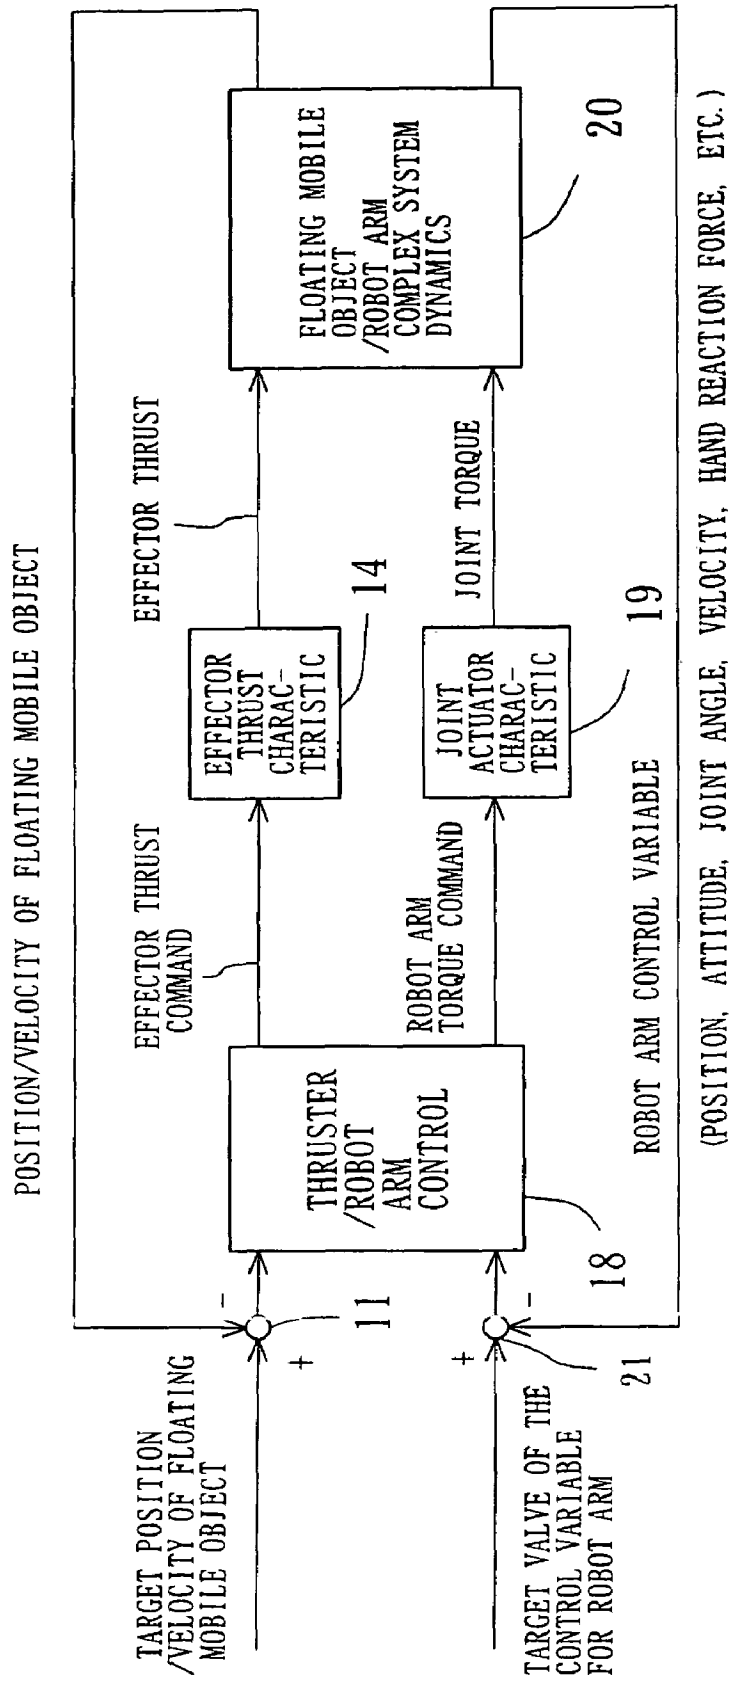 POSITION/VELOCITY OF FLOATING MOBILE OBJECT
TARGET POSITION
/VELOCITY OF FLOATING
MOBILE OBJECT
-
+
11
THRUSTER
/ROBOT
ARM
CONTROL
18
EFFECTOR THRUST
COMMAND
EFFECTOR
THRUST
CHARAC-
TERISTIC
14
EFFECTOR THRUST
FLOATING MOBILE
OBJECT
/ROBOT ARM
COMPLEX SYSTEM
DYNAMICS
20
TARGET VALVE OF THE
CONTROL VARIABLE
FOR ROBOT ARM
+
-
21
ROBOT ARM
TORQUE COMMAND
JOINT
ACTUATOR
CHARAC-
TERISTIC
19
JOINT TORQUE
ROBOT ARM CONTROL VARIABLE
(POSITION, ATTITUDE, JOINT ANGLE, VELOCITY, HAND REACTION FORCE, ETC.)